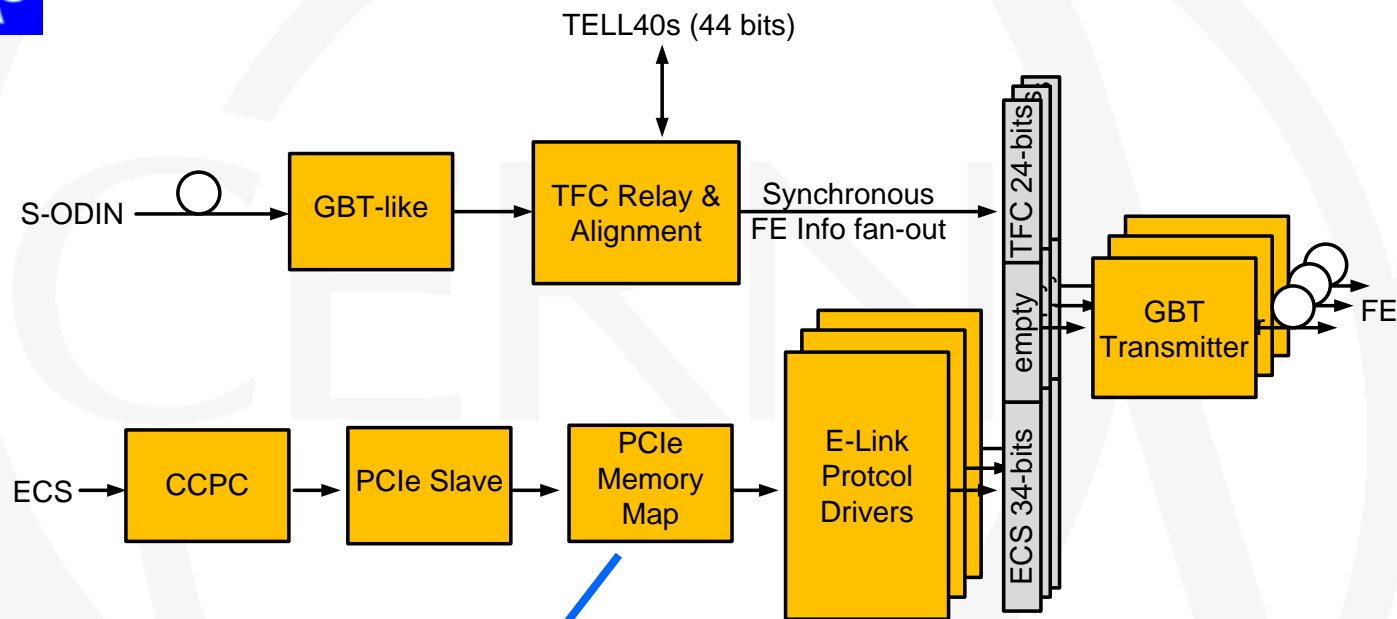 TELL40s (44 bits)
S-ODIN
GBT-like
TFC Relay &
Alignment
Synchronous
FE Info fan-out
TFC 24-bits
empty
ECS 34-bits
GBT
Transmitter
FE
ECS
CCPC
PCIe Slave
PCIe
Memory
Map
E-Link
Protcol
Drivers
CERN